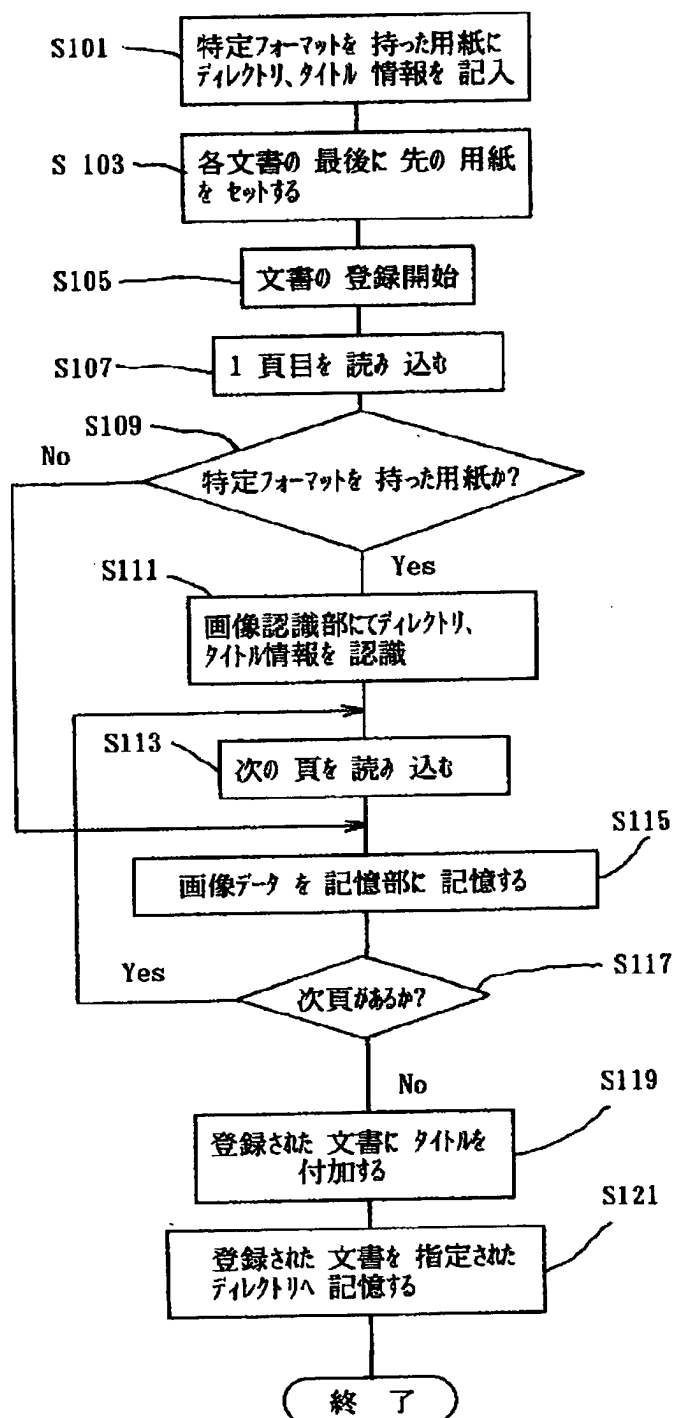 S101
特定フォーマットを 持った用紙に
ディレクトリ、タイトル 情報を 記入
S 103
各文書の 最後に 先の 用紙
を セットする
S105
文書の 登録開始
S107
1 頁目を 読み 込む
S109
No
特定フォーマットを 持った用紙か?
Yes
S111
画像認識部にてディレクトリ、
タイトル情報を 認識
S113
次の 頁を 読み 込む
S115
画像データ を 記憶部に 記憶する
Yes
S117
次頁があるか?
No
S119
登録された 文書に タイトルを
付加する
S121
登録された 文書を 指定された
ディレクトリへ 記憶する
終 了